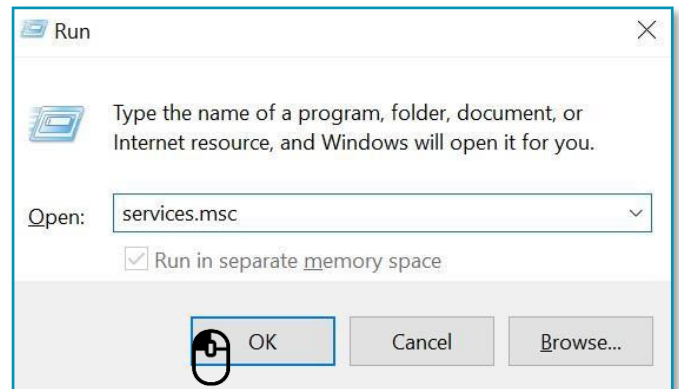 Run
Type the name of a program, folder, document, or
Internet resource, and Windows will open it for you.
Open: services.msc
Run in separate memory space
OK Cancel Browse...